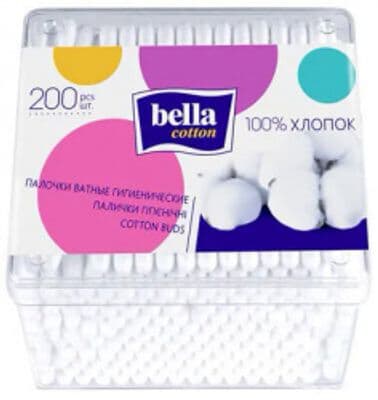 200 pcs
шт.
bella
cotton
100% ХЛОПОК
ПАЛОЧКИ ВАТНЫЕ ГИГИЕНИЧЕСКИЕ
ПАЛИЧКИ ГІГІЄНІЧНІ
COTTON BUDS